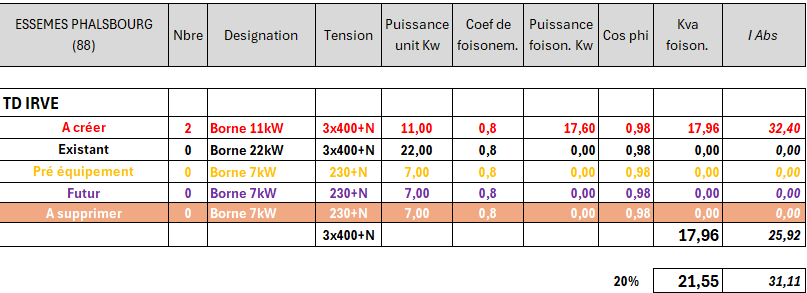 ESSEMES PHALSBOURG (88) Nbre Designation Tension Puissance unit Kw Coef de foisonem. Puissance foison. Kw Cos phi Kva foison. I Abs
TD IRVE
A créer 2 Borne 11kW 3x400+N 11,00 0,8 17,60 0,98 17,96 32,40
Existant 0 Borne 22kW 3x400+N 22,00 0,8 0,00 0,98 0,00 0,00
Pré équipement 0 Borne 7kW 230+N 7,00 0,8 0,00 0,98 0,00 0,00
Futur 0 Borne 7kW 230+N 7,00 0,8 0,00 0,98 0,00 0,00
A supprimer 0 Borne 7kW 230+N 7,00 0,8 0,00 0,98 0,00 0,00
3x400+N 17,96 25,92
20% 21,55 31,11